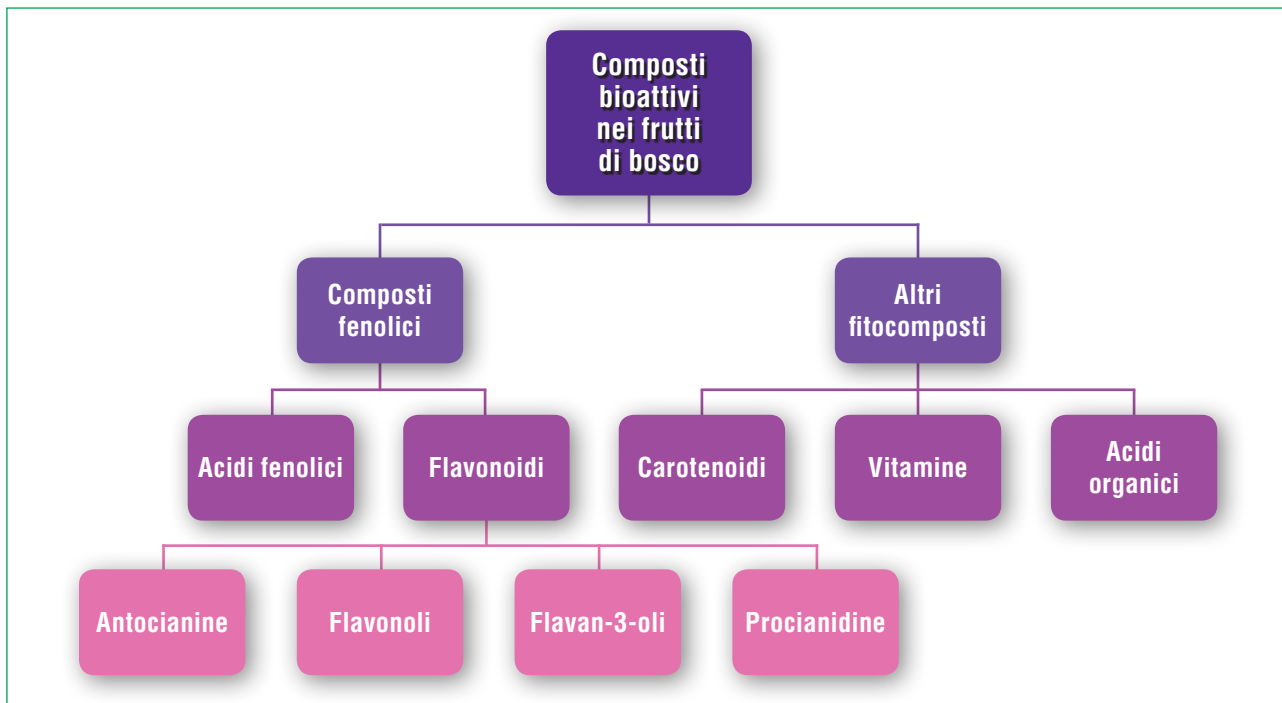 Composti
bioattivi
nei frutti
di bosco
Composti
fenolici
Altri
fitocomposti
Acidi fenolici
Flavonoidi
Carotenoidi
Vitamine
Acidi
organici
Antocianine
Flavonoli
Flavan-3-oli
Procianidine